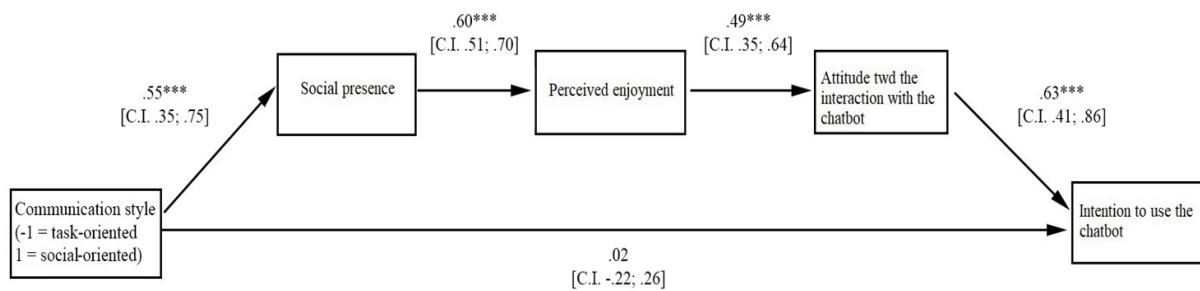 .60***
[C.I. .51; .70]
.49***
[C.I. .35; .64]
.55***
[C.I. .35; .75]
Social presence
Perceived enjoyment
Attitude twd the
interaction with the
chatbot
.63***
[C.I. .41; .86]
Communication style
(-1 = task-oriented
1 = social-oriented)
Intention to use the
chatbot
.02
[C.I. -.22; .26]